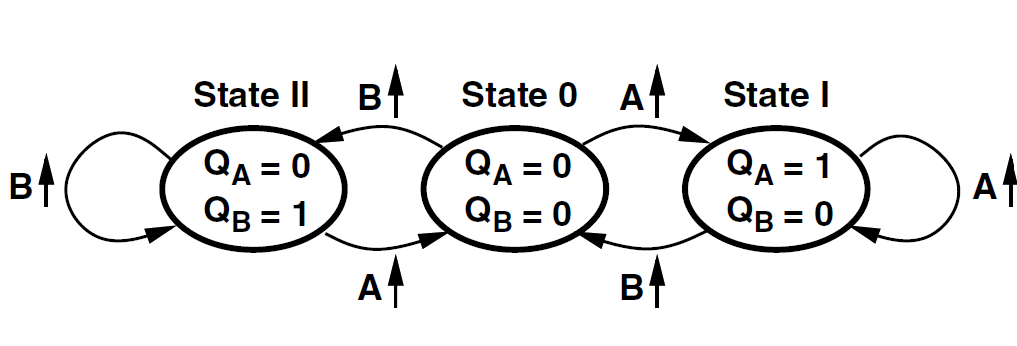 State II B State 0 A State I
Q_A = 0 Q_A = 0 Q_A = 1
B Q_B = 1 Q_B = 0 Q_B = 0 A
A B